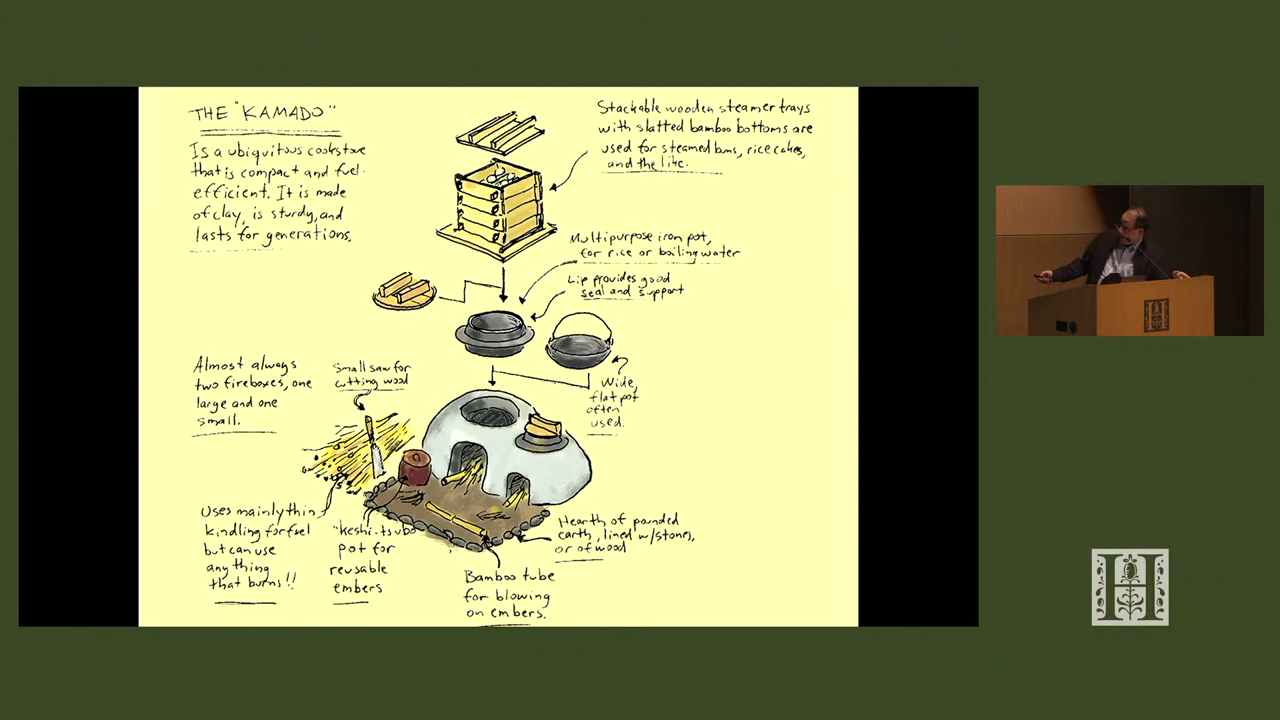 THE "KAMADO"
Is a ubiquitous cookstove
that is compact and fuel-
efficient. It is made
of clay, is sturdy, and
lasts for generations.
Stackable wooden steamer trays
with slatted bamboo bottoms are
used for steamed buns, rice cakes,
and the like.
Multipurpose iron pot,
for rice or boiling water
Lip provides good
seal and support
Almost always
two fireboxes, one
large and one
small.
Small saw for
cutting wood
Wide,
flat pot
often
used.
Uses mainly thin
kindling for fuel
but can use
any thing
that burns!!
"keshi-tsubo"
pot for
reusable
embers
Bamboo tube
for blowing
on embers.
Hearth of pounded
earth, lined w/stones,
or of wood
H
H